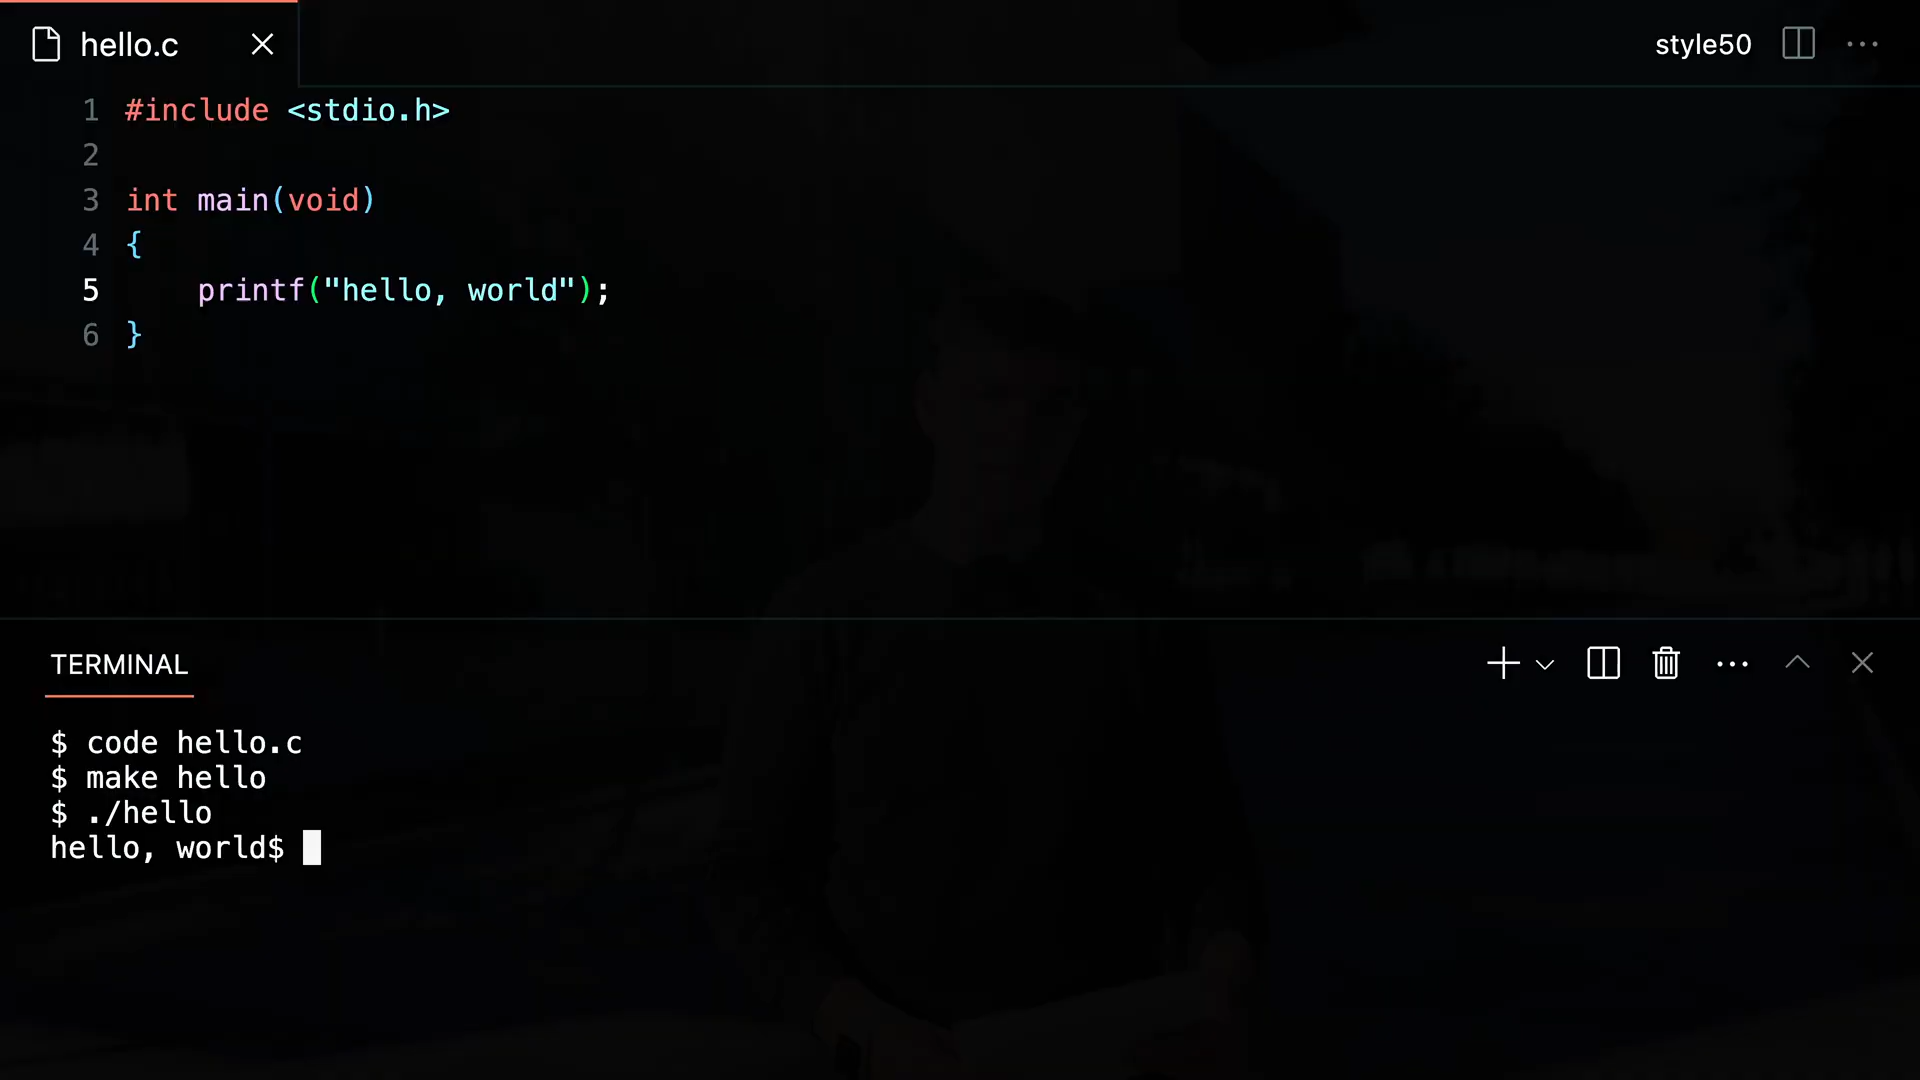 hello.c
style50
1 #include <stdio.h>
2
3 int main(void)
4 {
5     printf("hello, world");
6 }
TERMINAL
$ code hello.c
$ make hello
$ ./hello
hello, world$